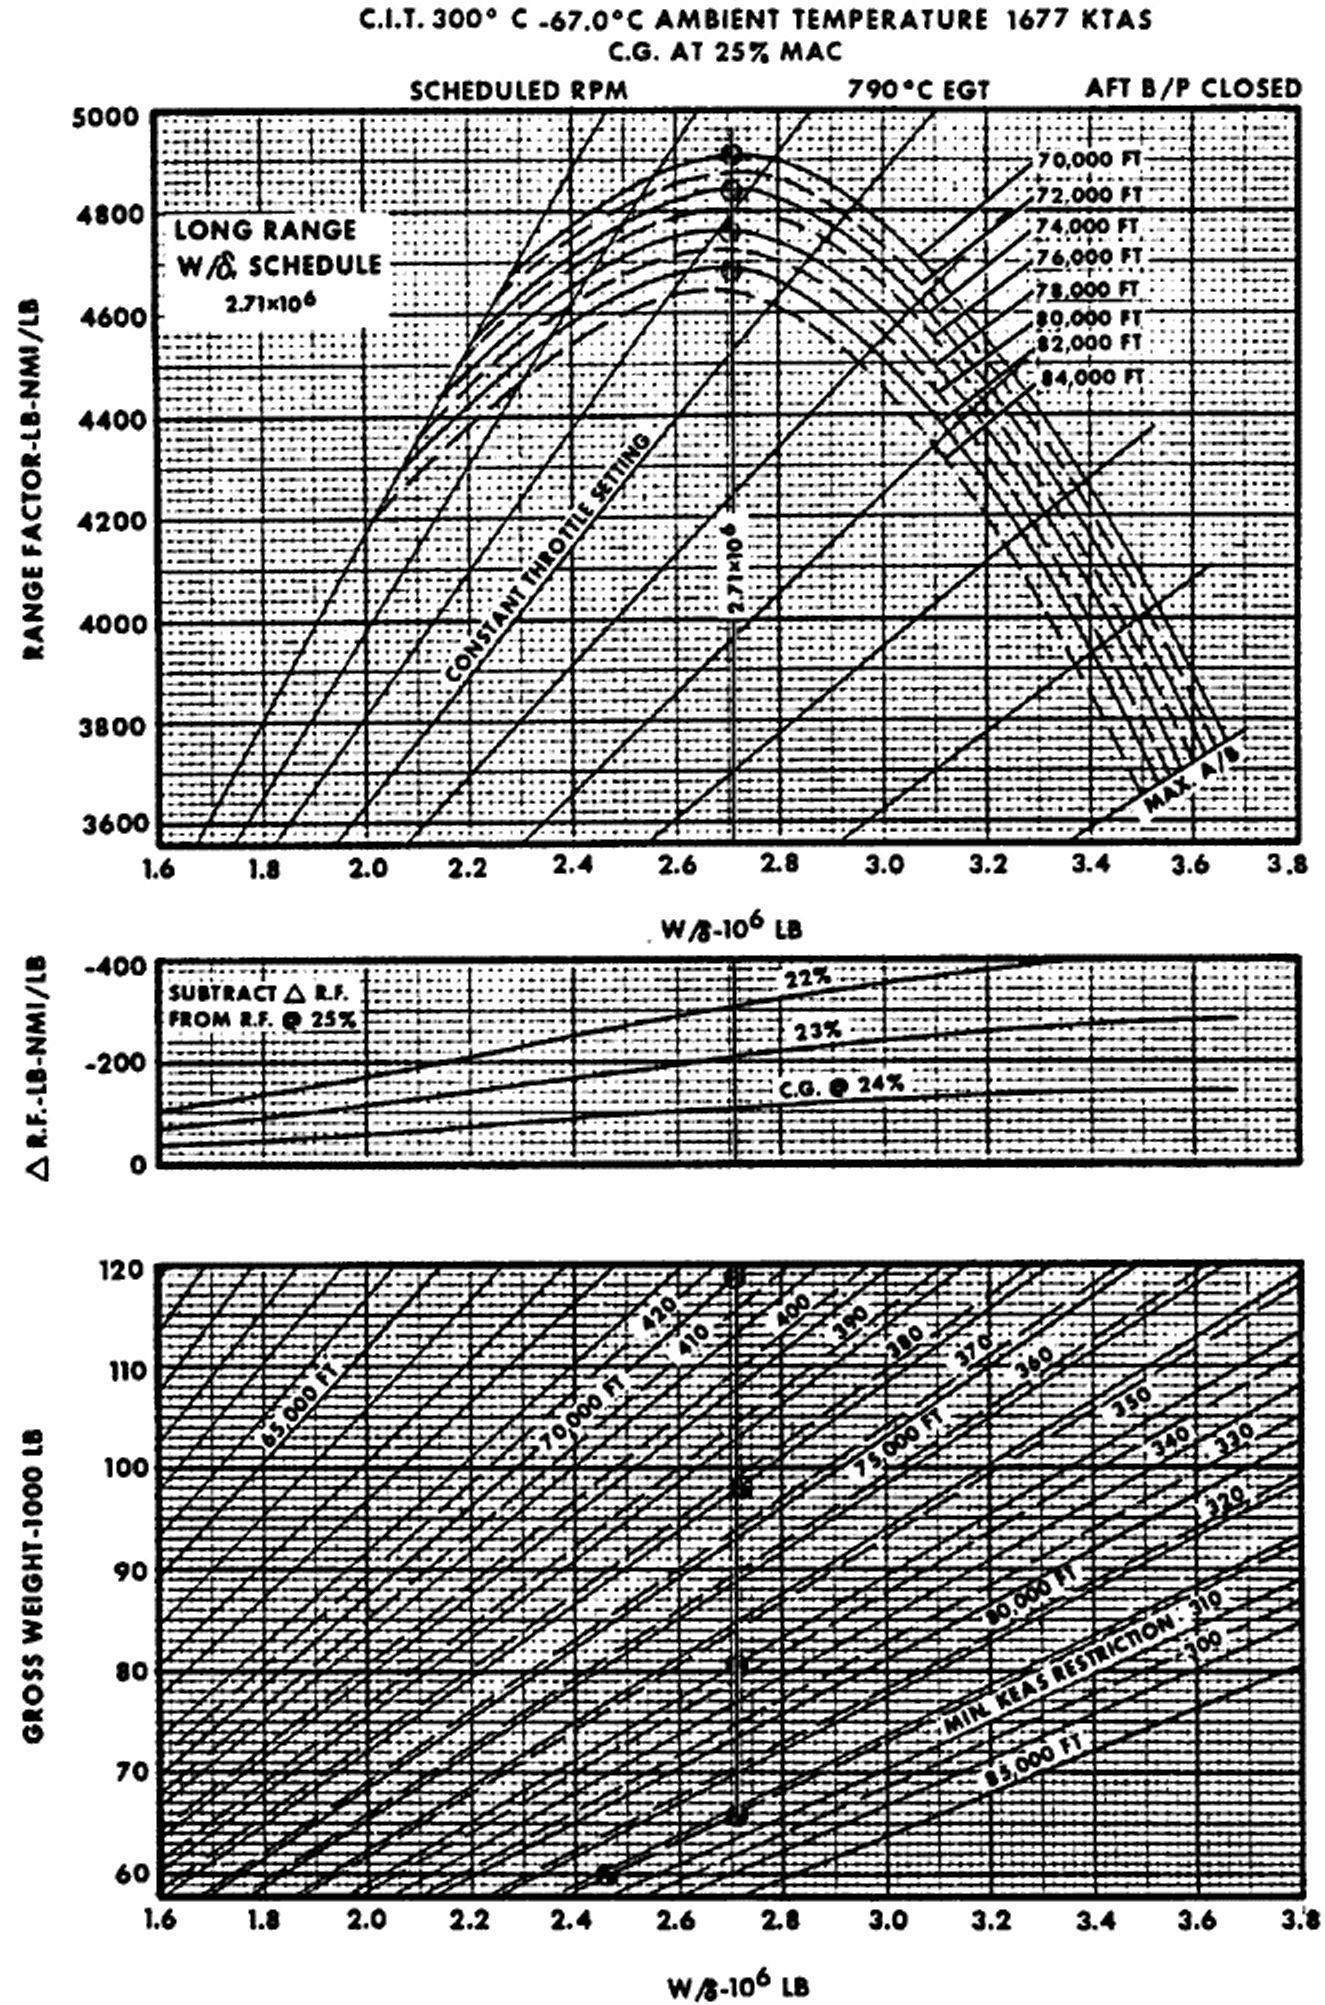 C.I.T. 300° C -67.0°C AMBIENT TEMPERATURE 1677 KTAS
C.G. AT 25% MAC
SCHEDULED RPM 790°C EGT AFT B/P CLOSED
RANGE FACTOR-LB-NMI/LB
5000
4800
4600
4400
4200
4000
3800
3600
LONG RANGE
W/δ, SCHEDULE
2.71x10⁶
70,000 FT
72,000 FT
74,000 FT
76,000 FT
78,000 FT
80,000 FT
82,000 FT
84,000 FT
CONSTANT THROTTLE SETTING
2.71x10⁶
MAX. A/B
1.6 1.8 2.0 2.2 2.4 2.6 2.8 3.0 3.2 3.4 3.6 3.8
W/δ-10⁶ LB
△ R.F.-LB-NMI/LB
-400
-200
0
SUBTRACT △ R.F.
FROM R.F. @ 25%
22%
23%
C.G. @ 24%
GROSS WEIGHT-1000 LB
120
110
100
90
80
70
60
65,000 FT
70,000 FT
420
410
400
390
380
370
360
75,000 FT
350
340
330
320
80,000 FT
MIN. KEAS RESTRICTION
310
300
85,000 FT
1.6 1.8 2.0 2.2 2.4 2.6 2.8 3.0 3.2 3.4 3.6 3.8
W/δ-10⁶ LB